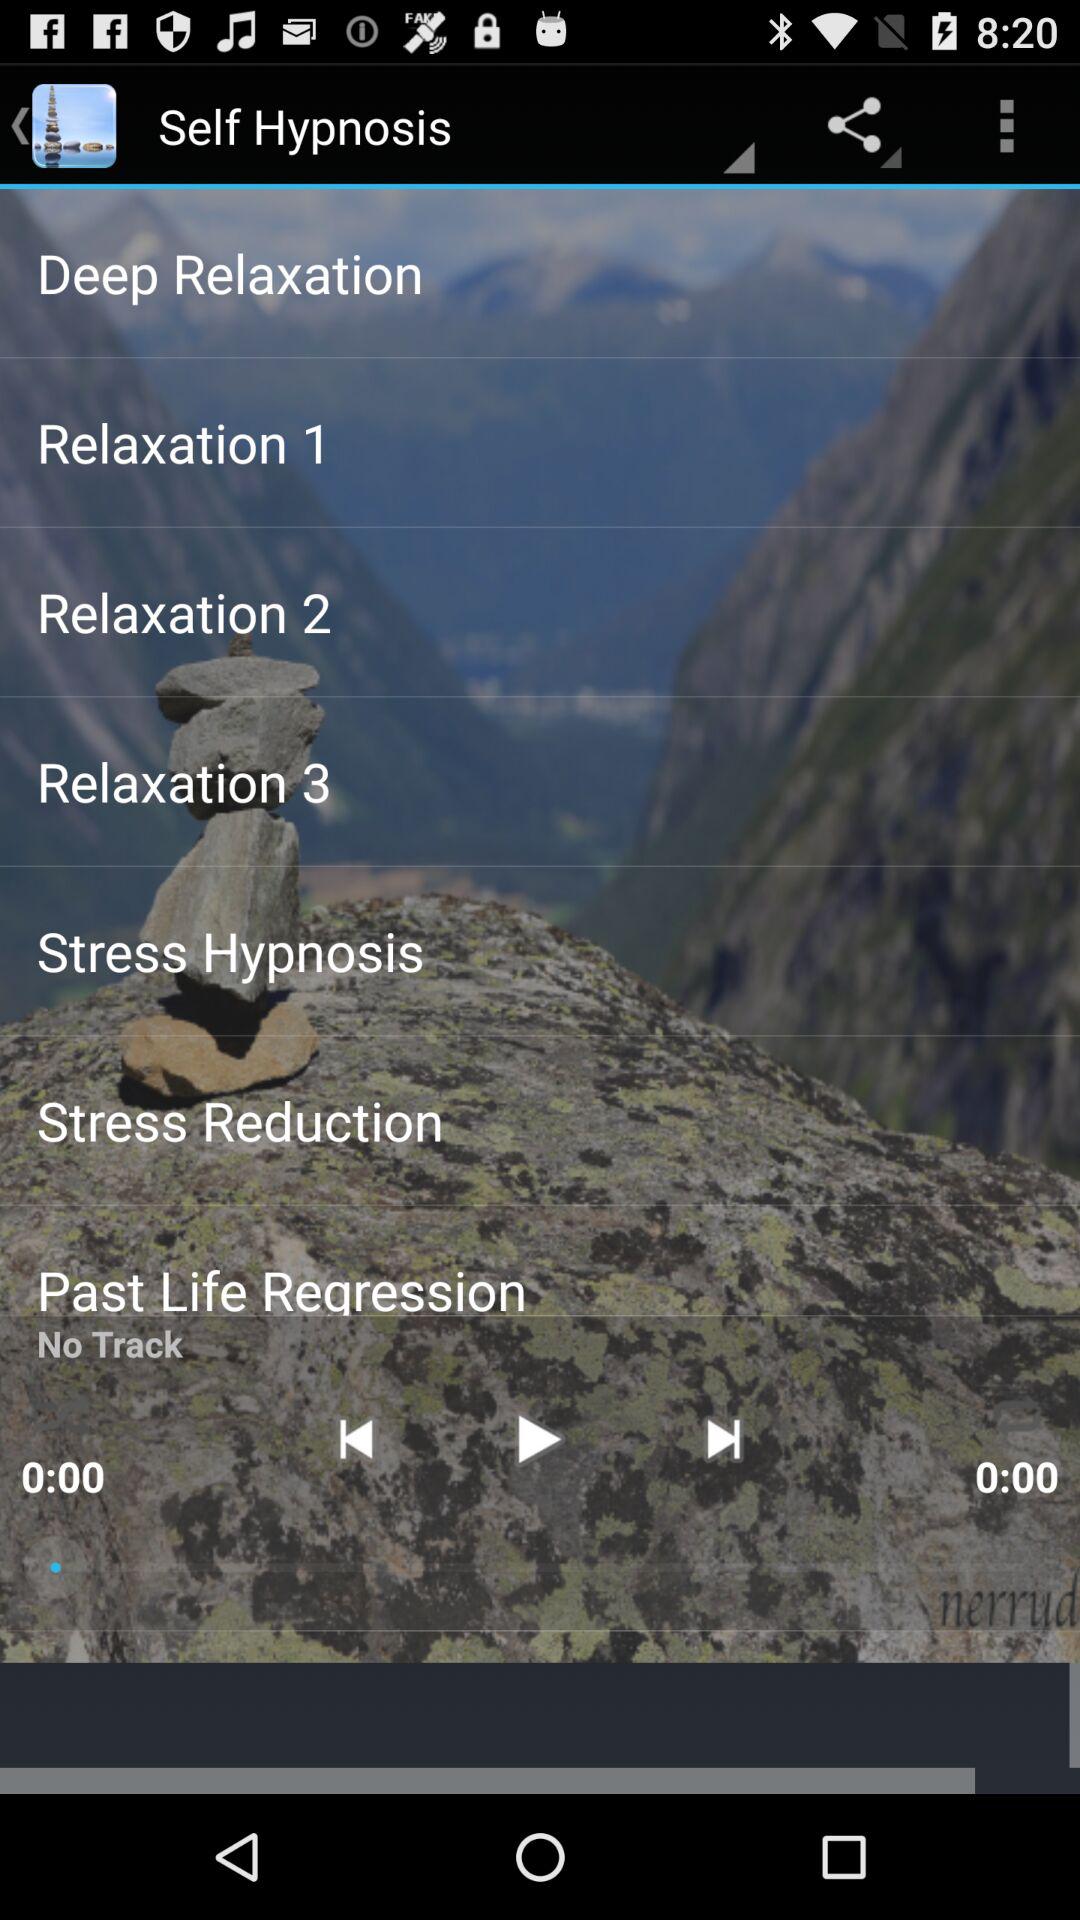 FAKE
8:20
Self Hypnosis
Deep Relaxation
Relaxation 1
Relaxation 2
Relaxation 3
Stress Hypnosis
Stress Reduction
Past Life Regression
No Track
0:00
0:00
nerrud